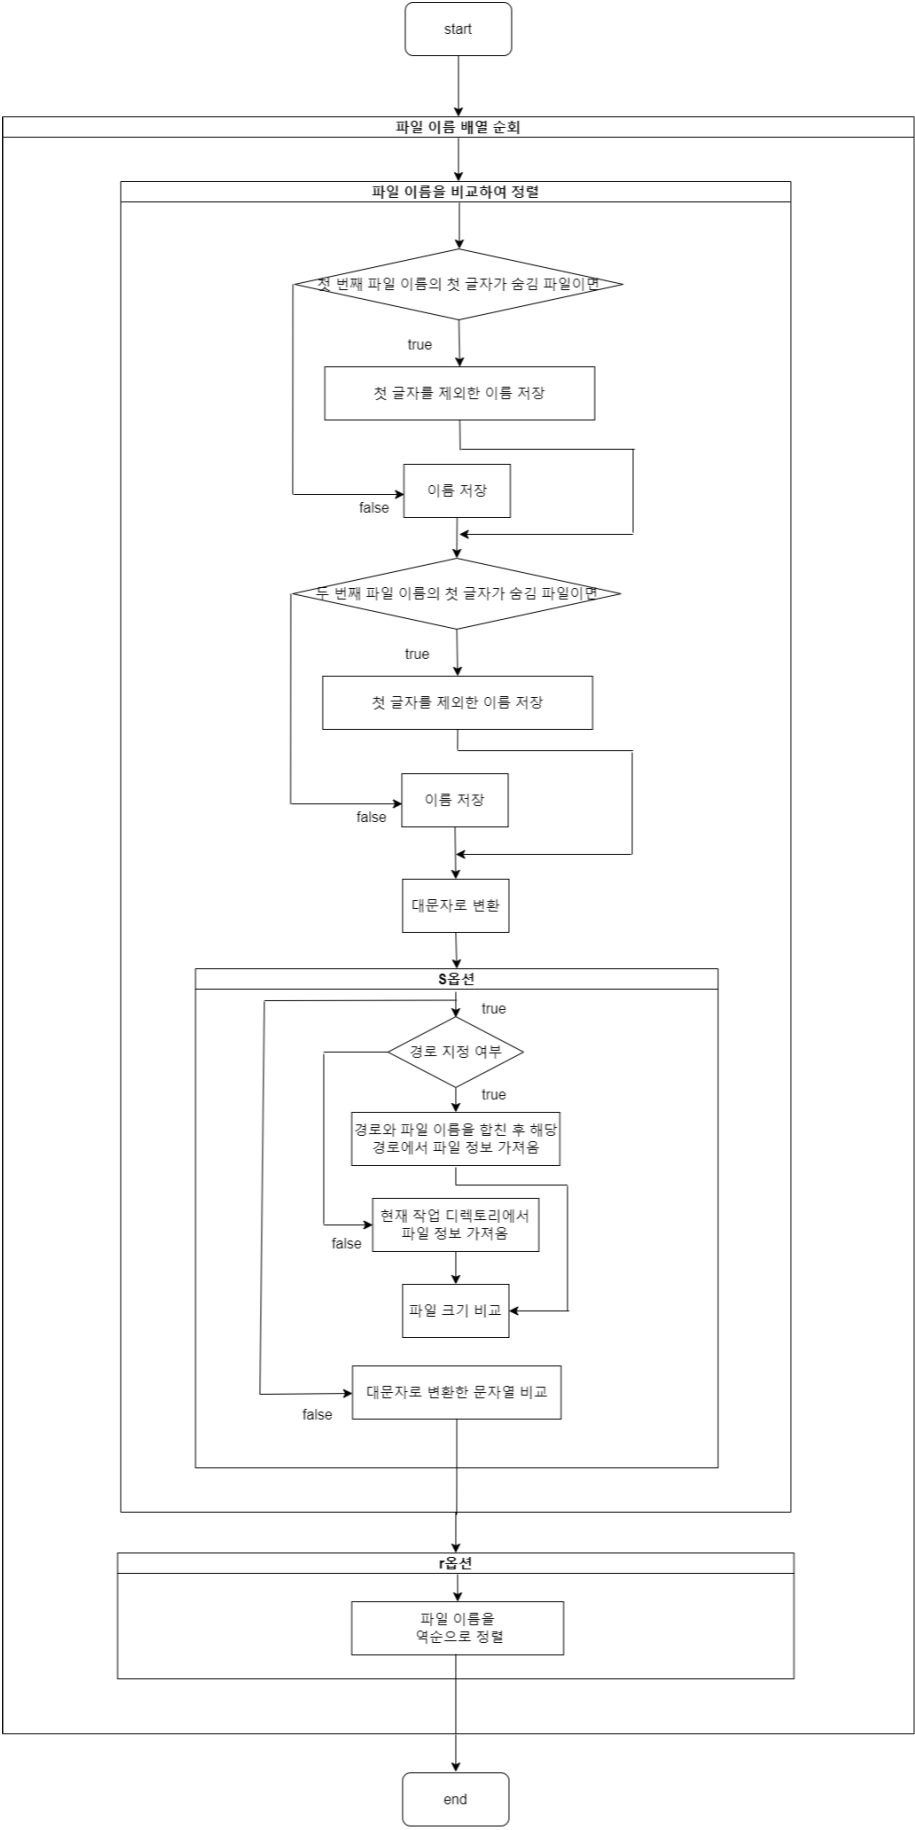 start
파일 이름 배열 순회
파일 이름을 비교하여 정렬
첫 번째 파일 이름의 첫 글자가 숨김 파일이면
true
첫 글자를 제외한 이름 저장
이름 저장
false
두 번째 파일 이름의 첫 글자가 숨김 파일이면
true
첫 글자를 제외한 이름 저장
이름 저장
false
대문자로 변환
S옵션
true
경로 지정 여부
true
경로와 파일 이름을 합친 후 해당
경로에서 파일 정보 가져옴
현재 작업 디렉토리에서
파일 정보 가져옴
false
파일 크기 비교
대문자로 변환한 문자열 비교
false
r옵션
파일 이름을
역순으로 정렬
end